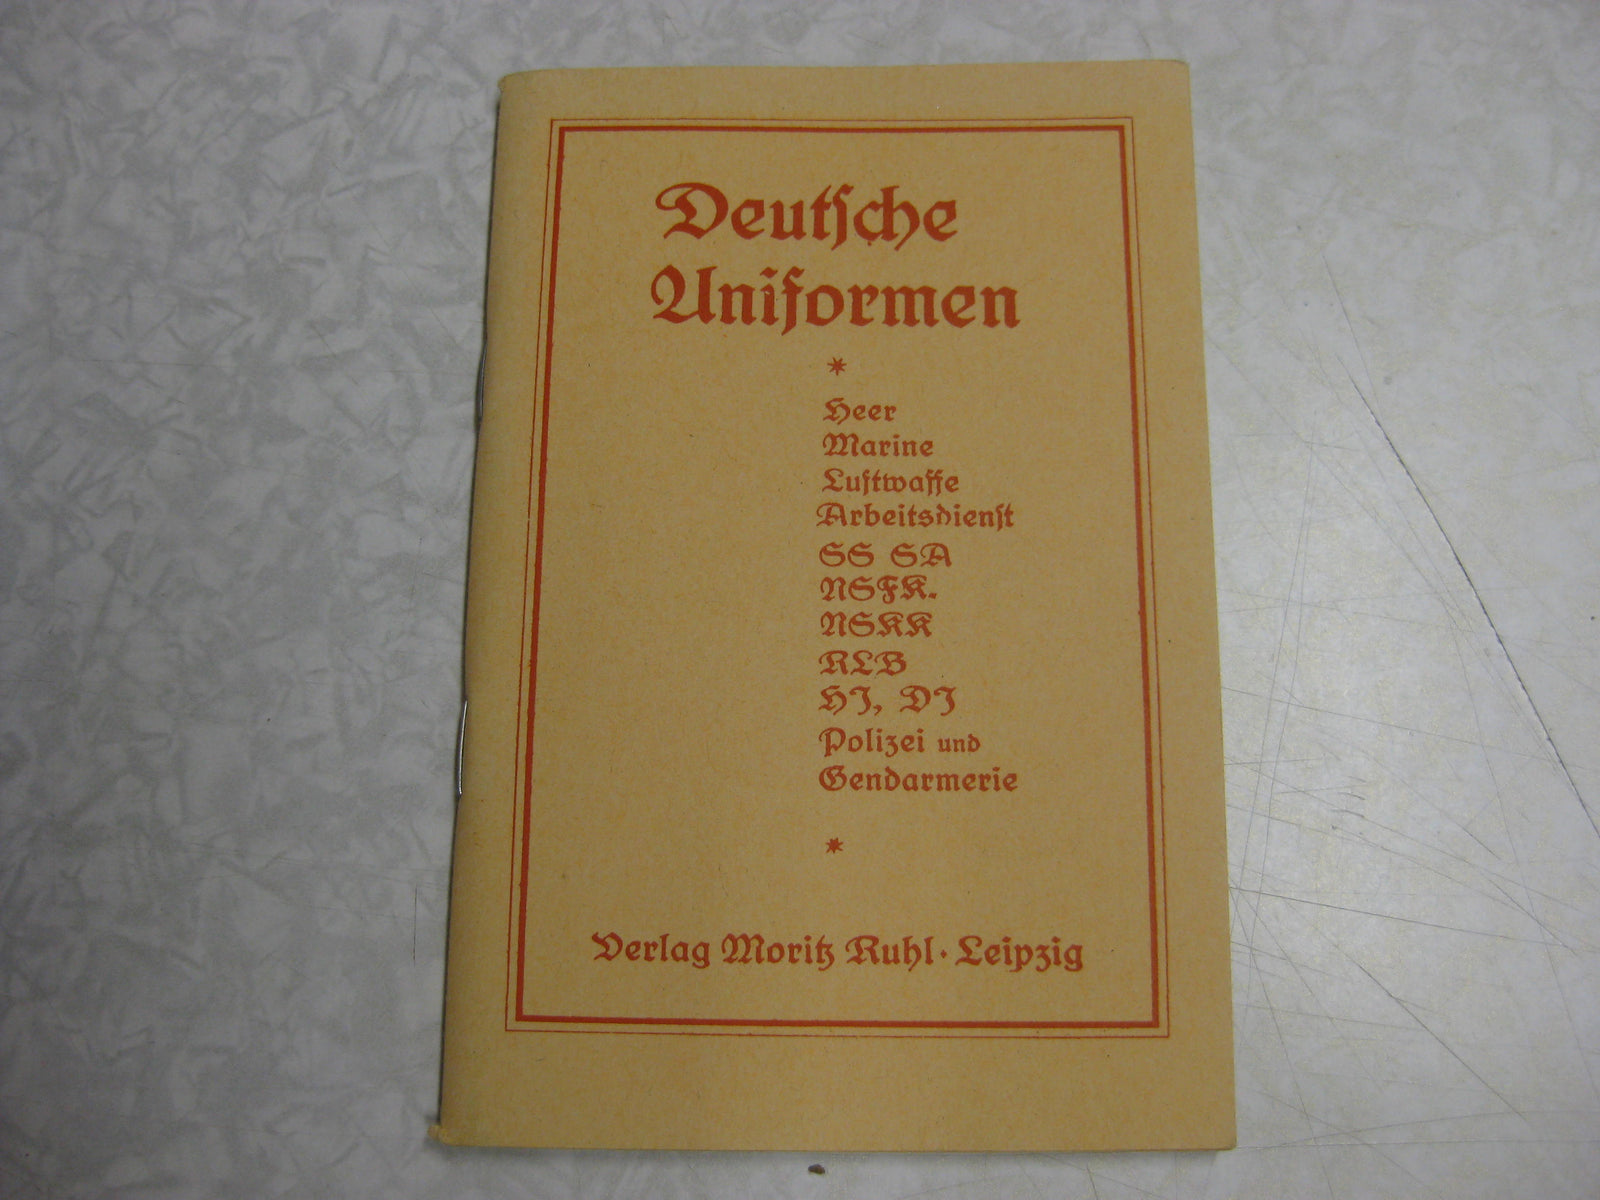 Deutsche
Uniformen
*
Heer
Marine
Luftwaffe
Arbeitsdienst
SS SA
NSFK.
NSKK
RLB
HJ, DJ
Polizei und
Gendarmerie
*
Verlag Moritz Ruhl · Leipzig